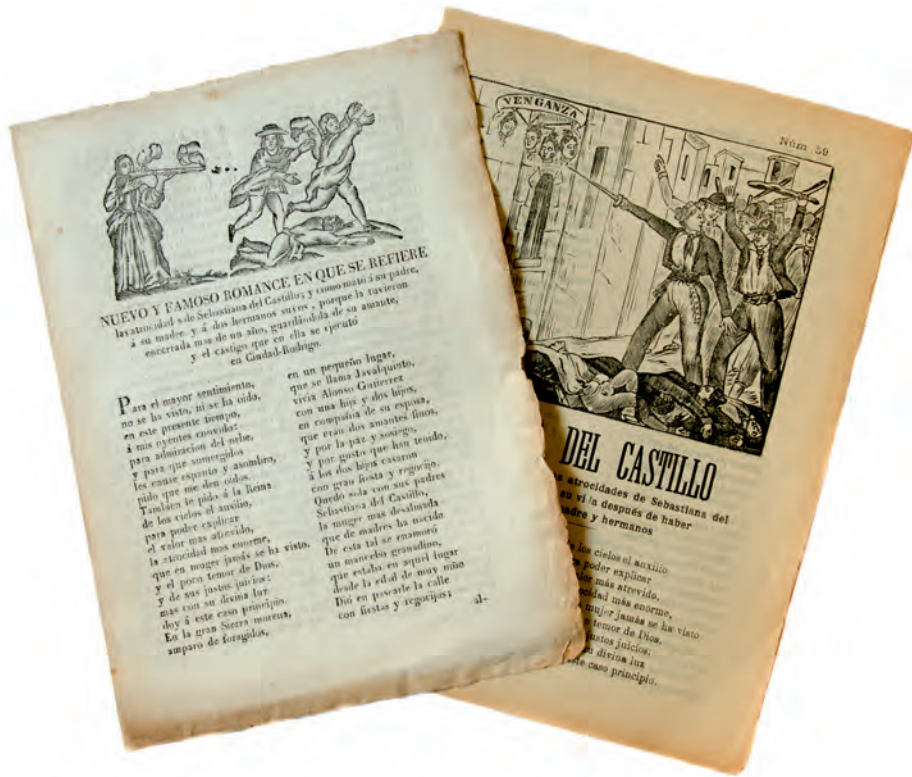 NUEVO Y FAMOSO ROMANCE EN QUE SE REFIERE
las atrocidades de Sebastiana del Castillo; y como mató á su padre,
á su madre, y á dos hermanos suyos, porque la tuvieron
encerrada mas de un año, guardándola de su amante,
y el castigo que en ella se ejecutó
en Ciudad-Rodrigo.
Para el mayor sentimiento,
no se ha visto, ni se ha oido,
en este presente tiempo,
á mis oyentes convido:
para admiracion del orbe,
y para que sumergidos
les cause espanto y asombro,
pido que me den oidos.
Tambien le pido á la Reina
de los cielos el auxilio,
para poder explicar
el valor mas atrevido,
la atrocidad mas enorme,
que en muger jamás se ha visto,
y el poco temor de Dios,
y de sus justos juicios:
mas con su divina luz
doy á este caso principio.
En la gran Sierra morena,
amparo de foragidos,
en un pequeño lugar,
que se llama Javalquinto,
vivia Alonso Gutierrez
con una hija y dos hijos,
en compañía de su esposa,
que eran dos amantes finos,
y por la paz y sosiego,
y por gusto que han tenido,
á los dos hijos casaron
con gran fiesta y regocijo.
Quedó sola con sus padres
Sebastiana del Castillo,
la muger mas desalmada
que de madres ha nacido.
De esta tal se enamoró
un mancebo granadino,
que estaba en aquel lugar
desde la edad de muy niño
Dió en pasearle la calle
con fiestas y regocijos;
al-
VENGANZA
Núm. 59
DEL CASTILLO
atrocidades de Sebastiana del
su vi la después de haber
adre y hermanos
los cielos el auxilio
poder explicar
lor más atrevido,
cidad más enorme,
mujer jamás se ha visto
temor de Dios,
justos juicios:
divina luz
ste caso principio.